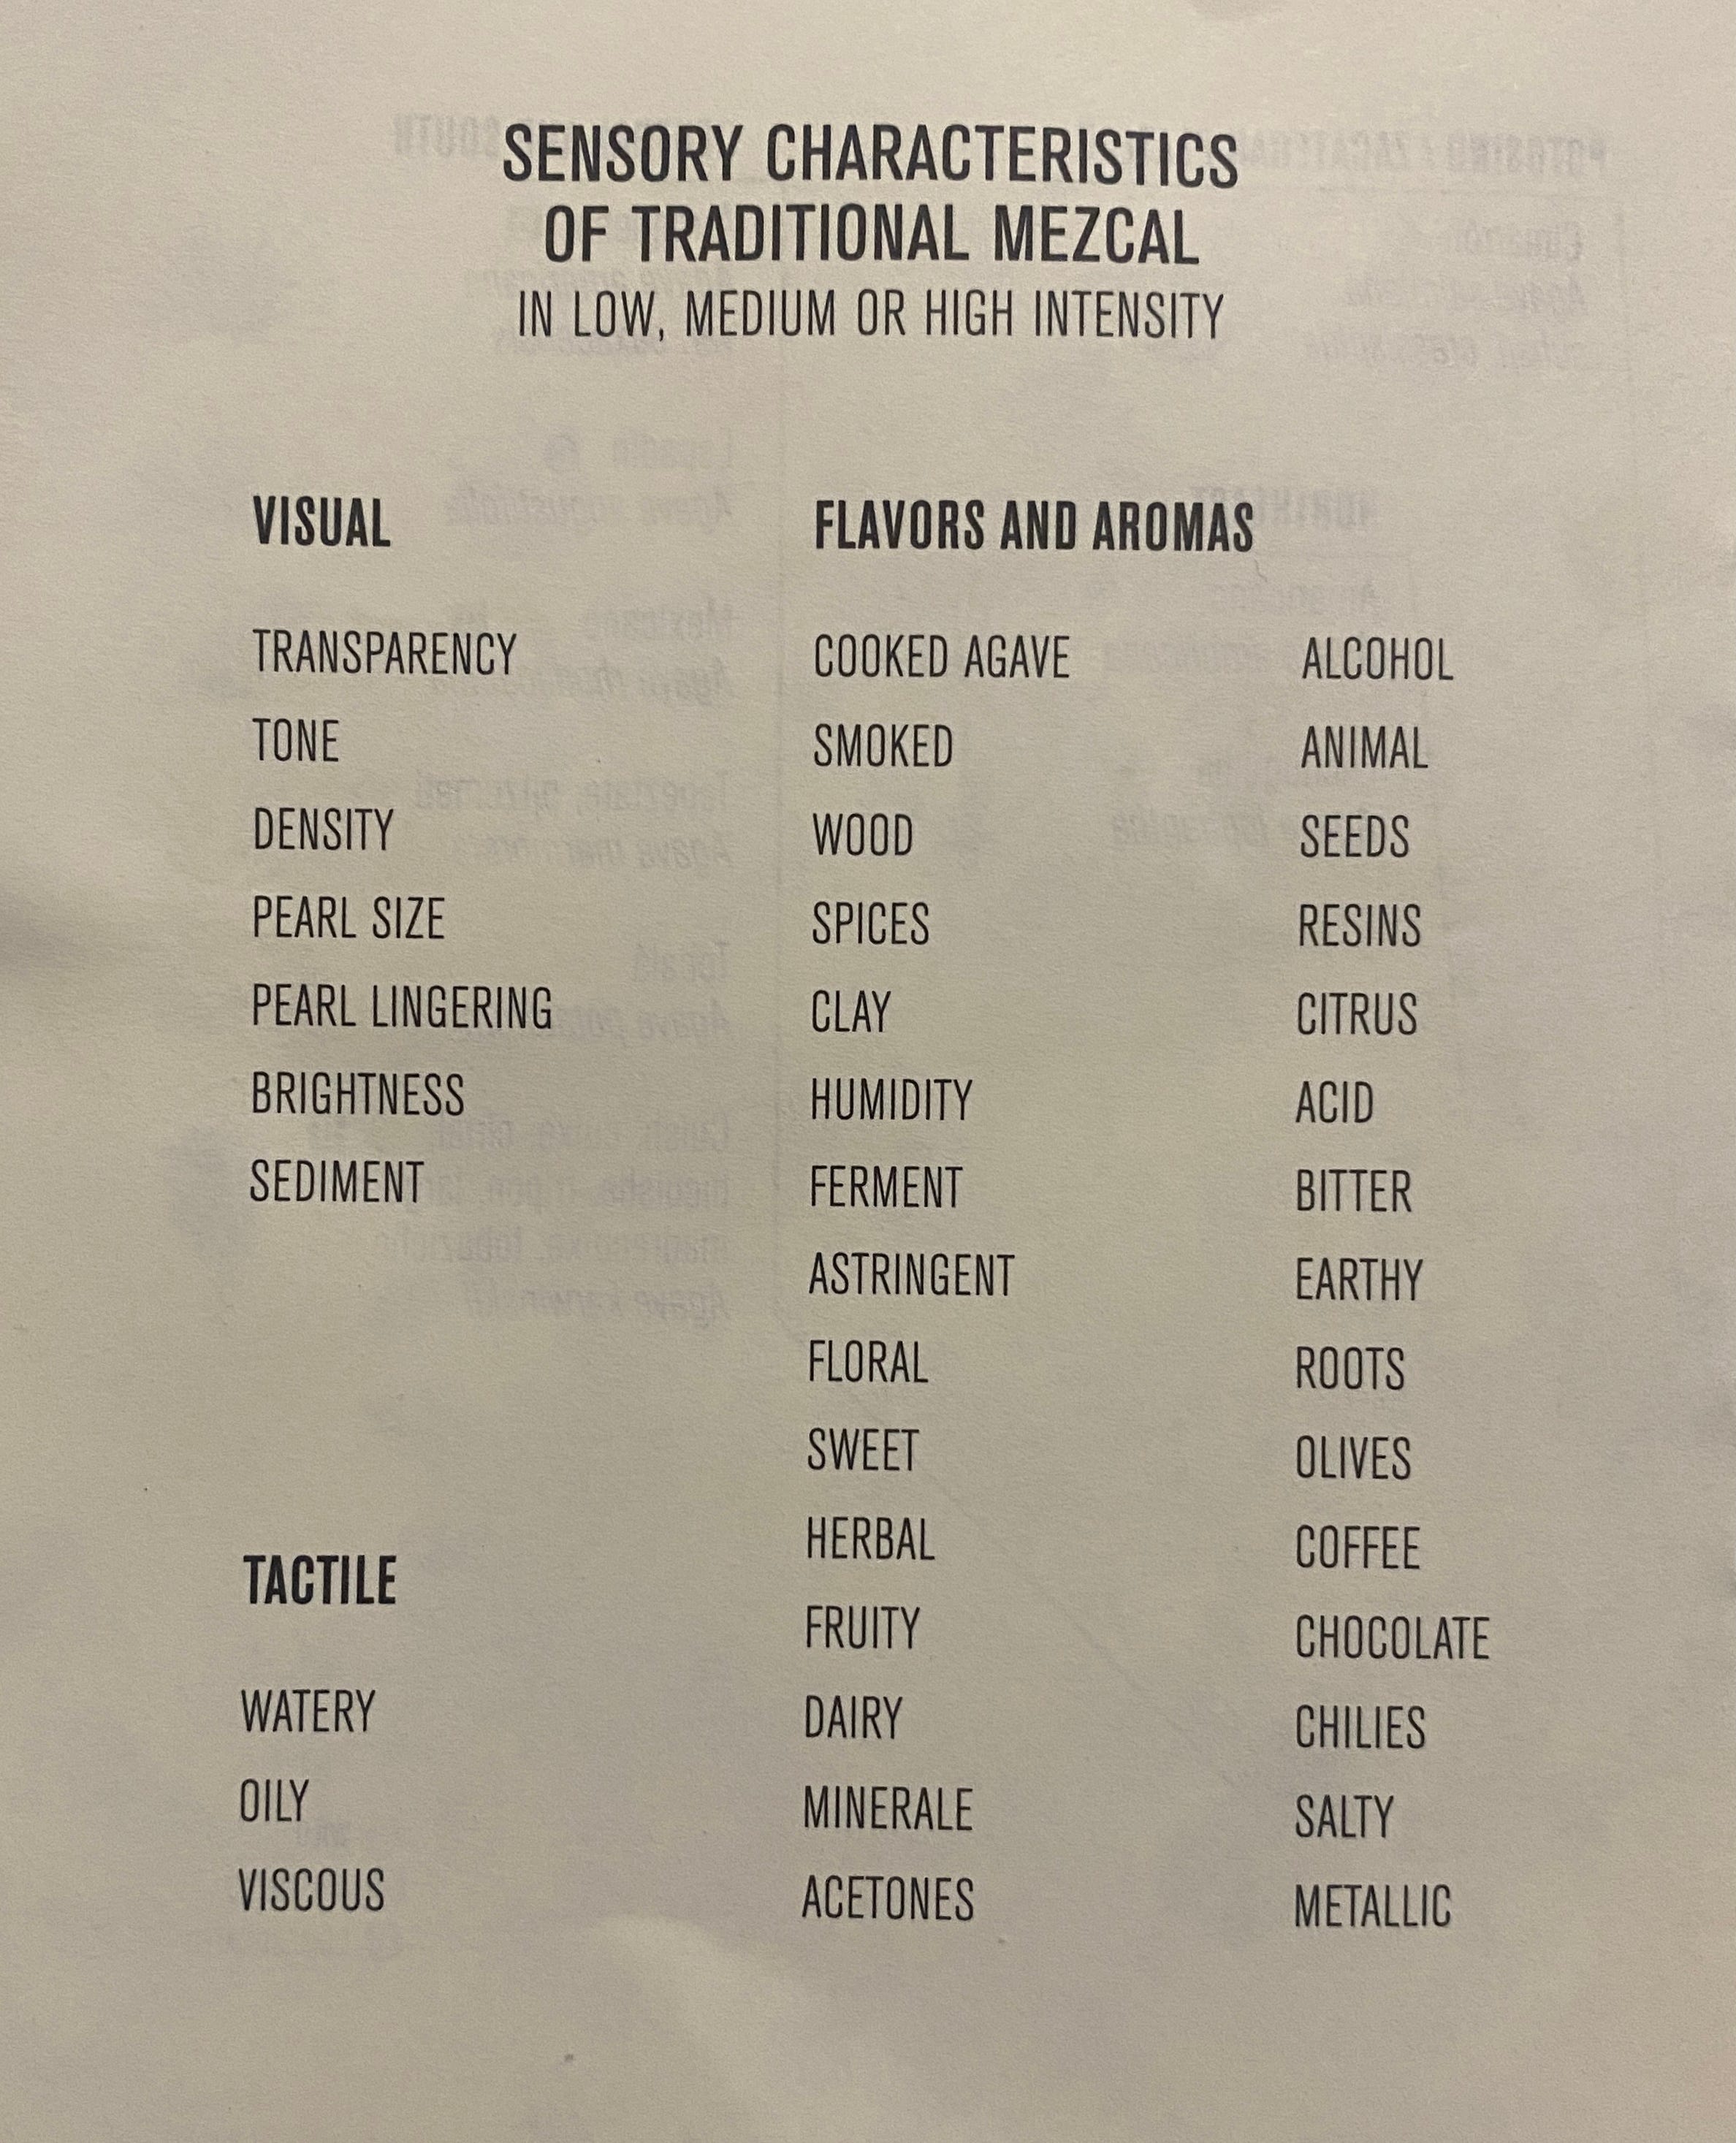 SENSORY CHARACTERISTICS
OF TRADITIONAL MEZCAL
IN LOW, MEDIUM OR HIGH INTENSITY
VISUAL
TRANSPARENCY
TONE
DENSITY
PEARL SIZE
PEARL LINGERING
BRIGHTNESS
SEDIMENT
TACTILE
WATERY
OILY
VISCOUS
FLAVORS AND AROMAS
COOKED AGAVE
SMOKED
WOOD
SPICES
CLAY
HUMIDITY
FERMENT
ASTRINGENT
FLORAL
SWEET
HERBAL
FRUITY
DAIRY
MINERALE
ACETONES
ALCOHOL
ANIMAL
SEEDS
RESINS
CITRUS
ACID
BITTER
EARTHY
ROOTS
OLIVES
COFFEE
CHOCOLATE
CHILIES
SALTY
METALLIC